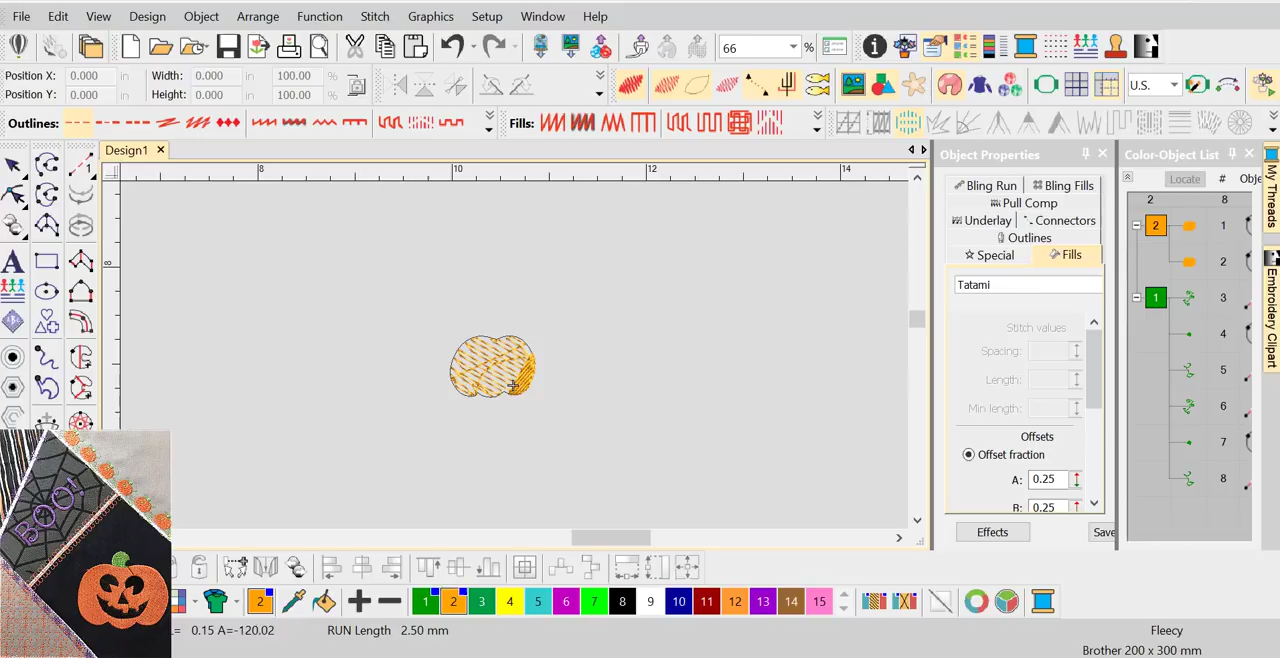 File Edit View Design Object Arrange Function Stitch Graphics Setup Window Help
66 %
Position X: 0.000 in Width: 0.000 in 100.00 %
Position Y: 0.000 in Height: 0.000 in 100.00 %
U.S.
Outlines: Fills:
Design1
8 10 12 14
8
1
Object Properties
Bling Run Bling Fills
Pull Comp
Underlay Connectors
Outlines
Special Fills
Tatami
Stitch values
Spacing:
Length:
Min length:
Offsets
Offset fraction
A: 0.25
B: 0.25
Effects Save
Color-Object List
Locate # Obje
2 8
2 1
2
1 3
4
5
6
7
8
My Threads
Embroidery Clipart
BOO!
2 1 2 3 4 5 6 7 8 9 10 11 12 13 14 15
L= 0.15 A=-120.02 RUN Length 2.50 mm
Fleecy
Brother 200 x 300 mm